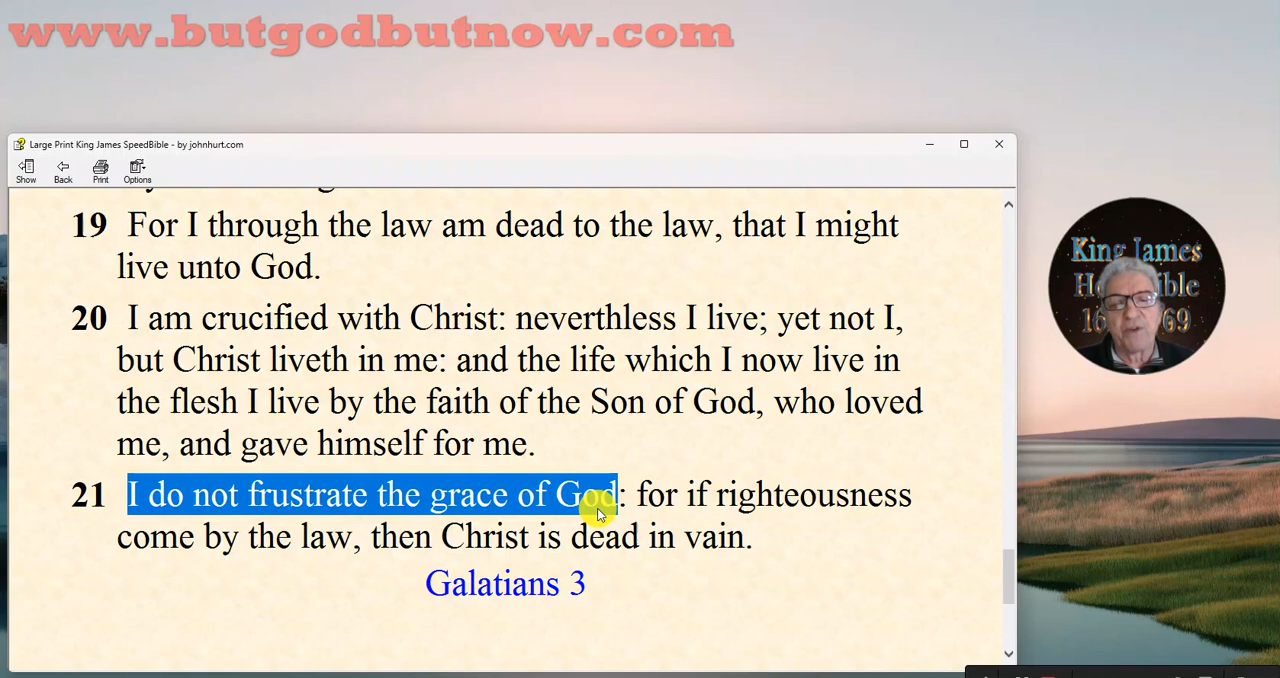 www.butgodbutnow.com
Large Print King James SpeedBible - by johnhurt.com
Show Back Print Options
19 For I through the law am dead to the law, that I might
live unto God.
20 I am crucified with Christ: neverthless I live; yet not I,
but Christ liveth in me: and the life which I now live in
the flesh I live by the faith of the Son of God, who loved
me, and gave himself for me.
21 I do not frustrate the grace of God: for if righteousness
come by the law, then Christ is dead in vain.
Galatians 3
King James